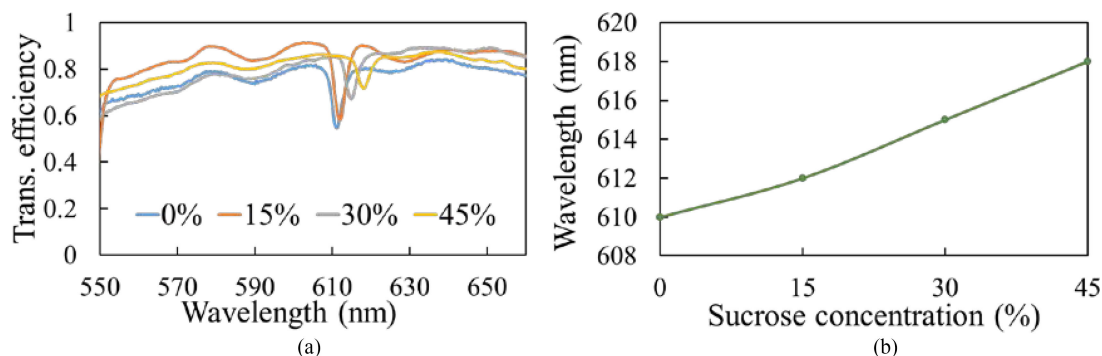 1
0.8
0.6
0.4
0.2
0
Trans. efficiency
0% 15% 30% 45%
550 570 590 610 630 650
Wavelength (nm)
(a)
620
618
616
614
612
610
608
Wavelength (nm)
0 15 30 45
Sucrose concentration (%)
(b)